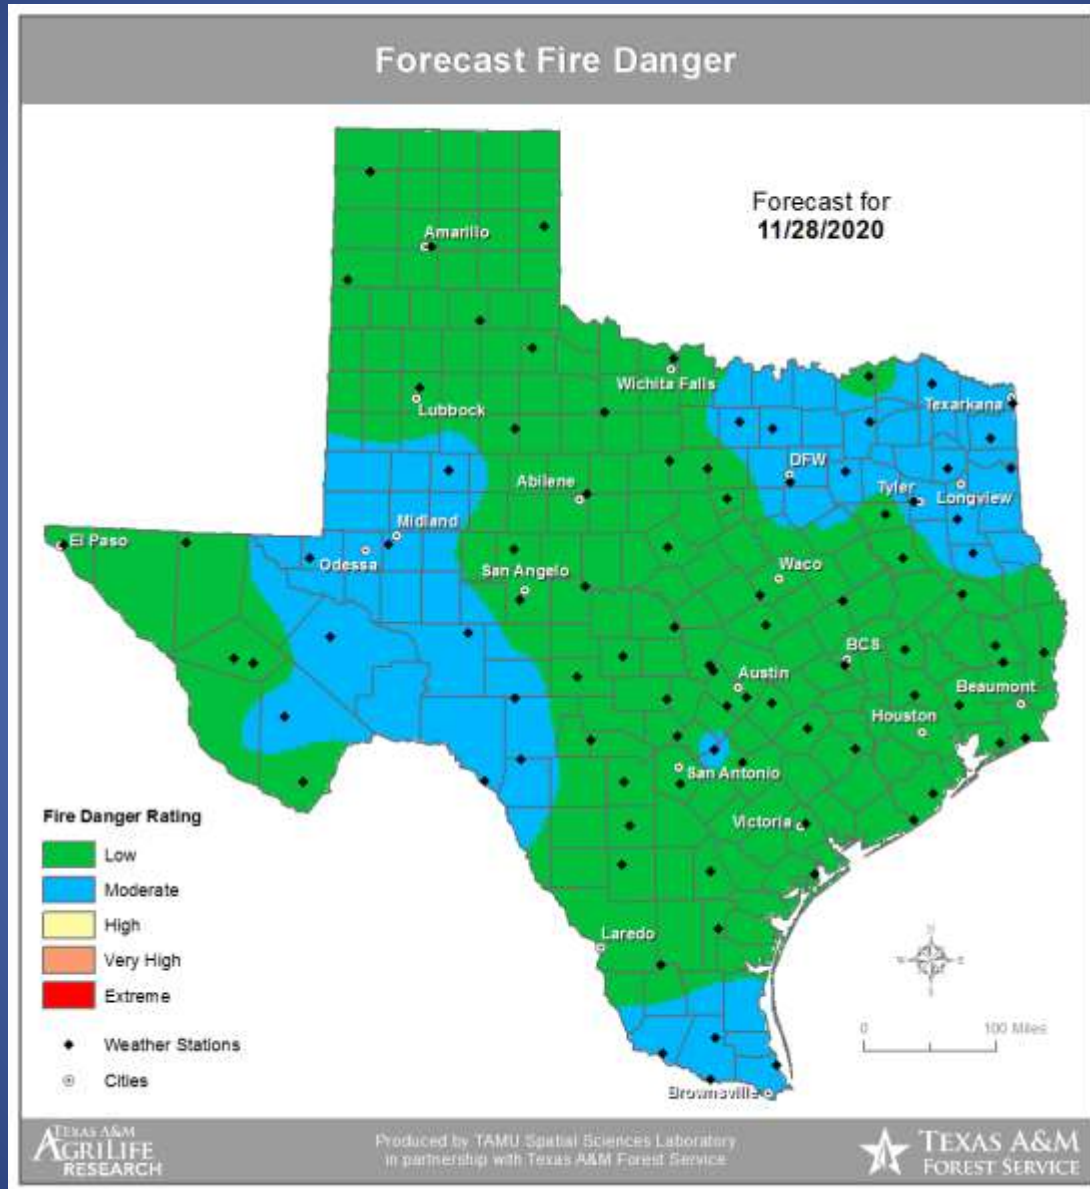 Forecast Fire Danger
Forecast for
11/28/2020
Amarillo
Wichita Falls
Lubbock
Texarkana
DFW
Abilene
Tyler
Longview
Midland
El Paso
Odessa
San Angelo
Waco
BCS
Austin
Beaumont
Houston
San Antonio
Victoria
Laredo
Brownsville
Fire Danger Rating
Low
Moderate
High
Very High
Extreme
Weather Stations
Cities
N
W E
S
0 100 Miles
TEXAS A&M
AGRILIFE
RESEARCH
Produced by TAMU Spatial Sciences Laboratory
in partnership with Texas A&M Forest Service
TEXAS A&M
FOREST SERVICE